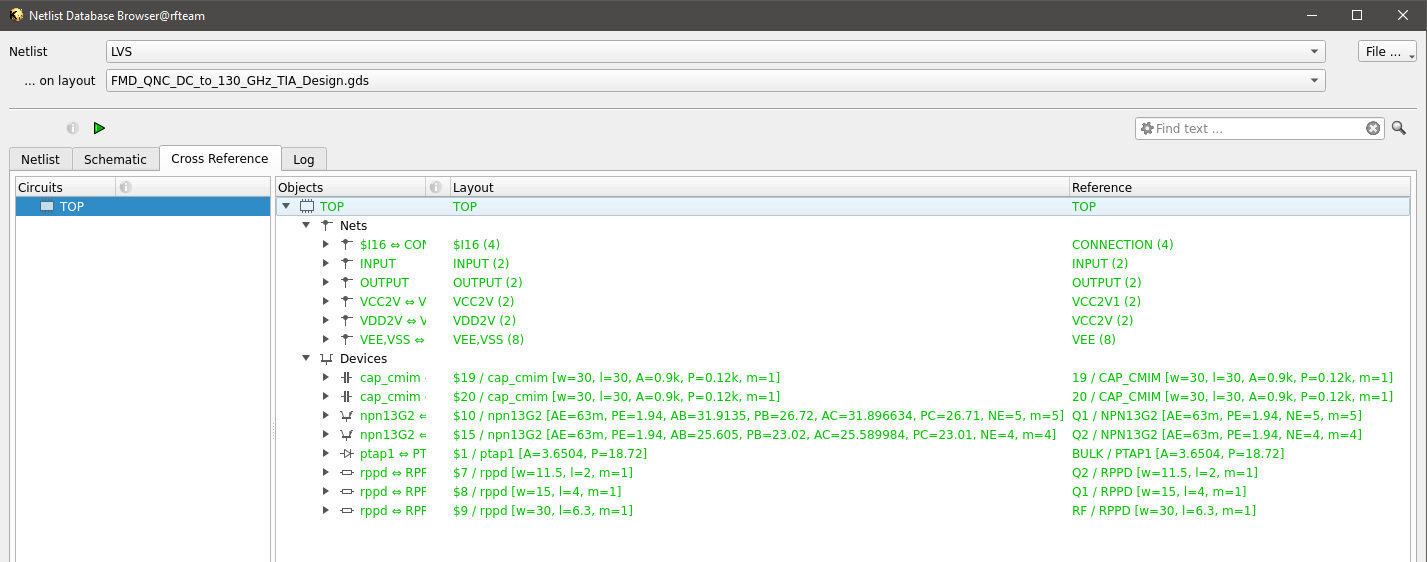 Netlist Database Browser@rfteam
Netlist LVS File ...
... on layout FMD_QNC_DC_to_130_GHz_TIA_Design.gds
Find text ...
Netlist Schematic Cross Reference Log
Circuits Objects Layout Reference
TOP TOP TOP TOP
Nets
$I16 ⇔ CON $I16 (4) CONNECTION (4)
INPUT INPUT (2) INPUT (2)
OUTPUT OUTPUT (2) OUTPUT (2)
VCC2V ⇔ V VCC2V (2) VCC2V1 (2)
VDD2V ⇔ V VDD2V (2) VCC2V (2)
VEE,VSS ⇔ VEE,VSS (8) VEE (8)
Devices
cap_cmim $19 / cap_cmim [w=30, l=30, A=0.9k, P=0.12k, m=1] 19 / CAP_CMIM [w=30, l=30, A=0.9k, P=0.12k, m=1]
cap_cmim $20 / cap_cmim [w=30, l=30, A=0.9k, P=0.12k, m=1] 20 / CAP_CMIM [w=30, l=30, A=0.9k, P=0.12k, m=1]
npn13G2 ⇔ $10 / npn13G2 [AE=63m, PE=1.94, AB=31.9135, PB=26.72, AC=31.896634, PC=26.71, NE=5, m=5] Q1 / NPN13G2 [AE=63m, PE=1.94, NE=5, m=5]
npn13G2 ⇔ $15 / npn13G2 [AE=63m, PE=1.94, AB=25.605, PB=23.02, AC=25.589984, PC=23.01, NE=4, m=4] Q2 / NPN13G2 [AE=63m, PE=1.94, NE=4, m=4]
ptap1 ⇔ PT $1 / ptap1 [A=3.6504, P=18.72] BULK / PTAP1 [A=3.6504, P=18.72]
rppd ⇔ RPP $7 / rppd [w=11.5, l=2, m=1] Q2 / RPPD [w=11.5, l=2, m=1]
rppd ⇔ RPP $8 / rppd [w=15, l=4, m=1] Q1 / RPPD [w=15, l=4, m=1]
rppd ⇔ RPP $9 / rppd [w=30, l=6.3, m=1] RF / RPPD [w=30, l=6.3, m=1]